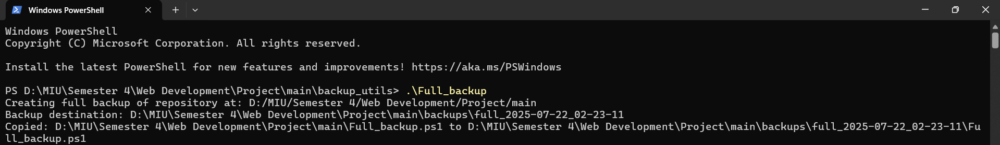 Windows PowerShell
Windows PowerShell
Copyright (C) Microsoft Corporation. All rights reserved.
Install the latest PowerShell for new features and improvements! https://aka.ms/PSWindows
PS D:\MIU\Semester 4\Web Development\Project\main\backup_utils> .\Full_backup
Creating full backup of repository at: D:/MIU/Semester 4/Web Development/Project/main
Backup destination: D:\MIU\Semester 4\Web Development\Project\main\backups\full_2025-07-22_02-23-11
Copied: D:\MIU\Semester 4\Web Development\Project\main\Full_backup.ps1 to D:\MIU\Semester 4\Web Development\Project\main\backups\full_2025-07-22_02-23-11\Fu
ll_backup.ps1